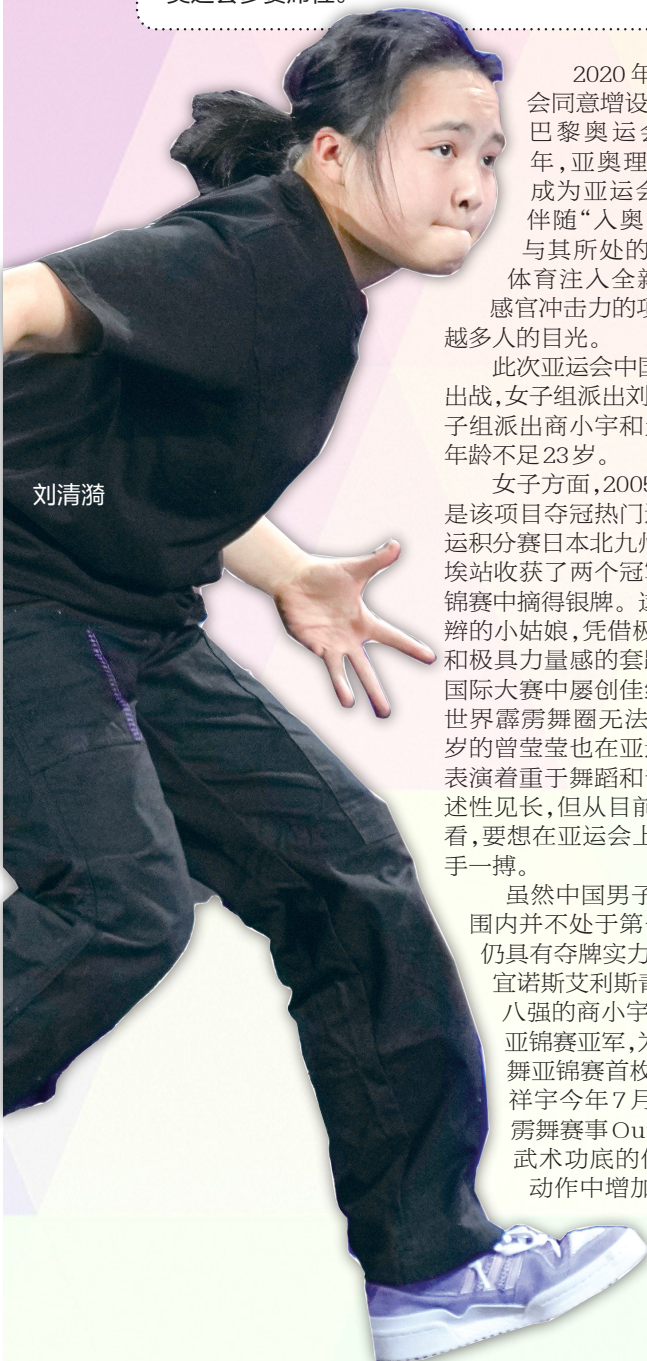 2020年
会同意增设
巴黎奥运会
年,亚奥理
成为亚运会
伴随“入奥
与其所处的
体育注入全新
感官冲击力的项
越多人的目光。
此次亚运会中国
出战,女子组派出刘
子组派出商小宇和
年龄不足23岁。
女子方面,2005
是该项目夺冠热门
运积分赛日本北九州
埃站收获了两个冠军
锦赛中摘得银牌。这
辫的小姑娘,凭借极
和极具力量感的套路
国际大赛中屡创佳绩
世界霹雳舞圈无法
岁的曾莹莹也在亚
表演着重于舞蹈和
述性见长,但从目前
看,要想在亚运会上
手一搏。
虽然中国男子
围内并不处于第
仍具有夺牌实力
宜诺斯艾利斯青
八强的商小宇
亚锦赛亚军,为
舞亚锦赛首枚
祥宇今年7月
雳舞赛事Ou
武术功底的
动作中增加
刘清漪